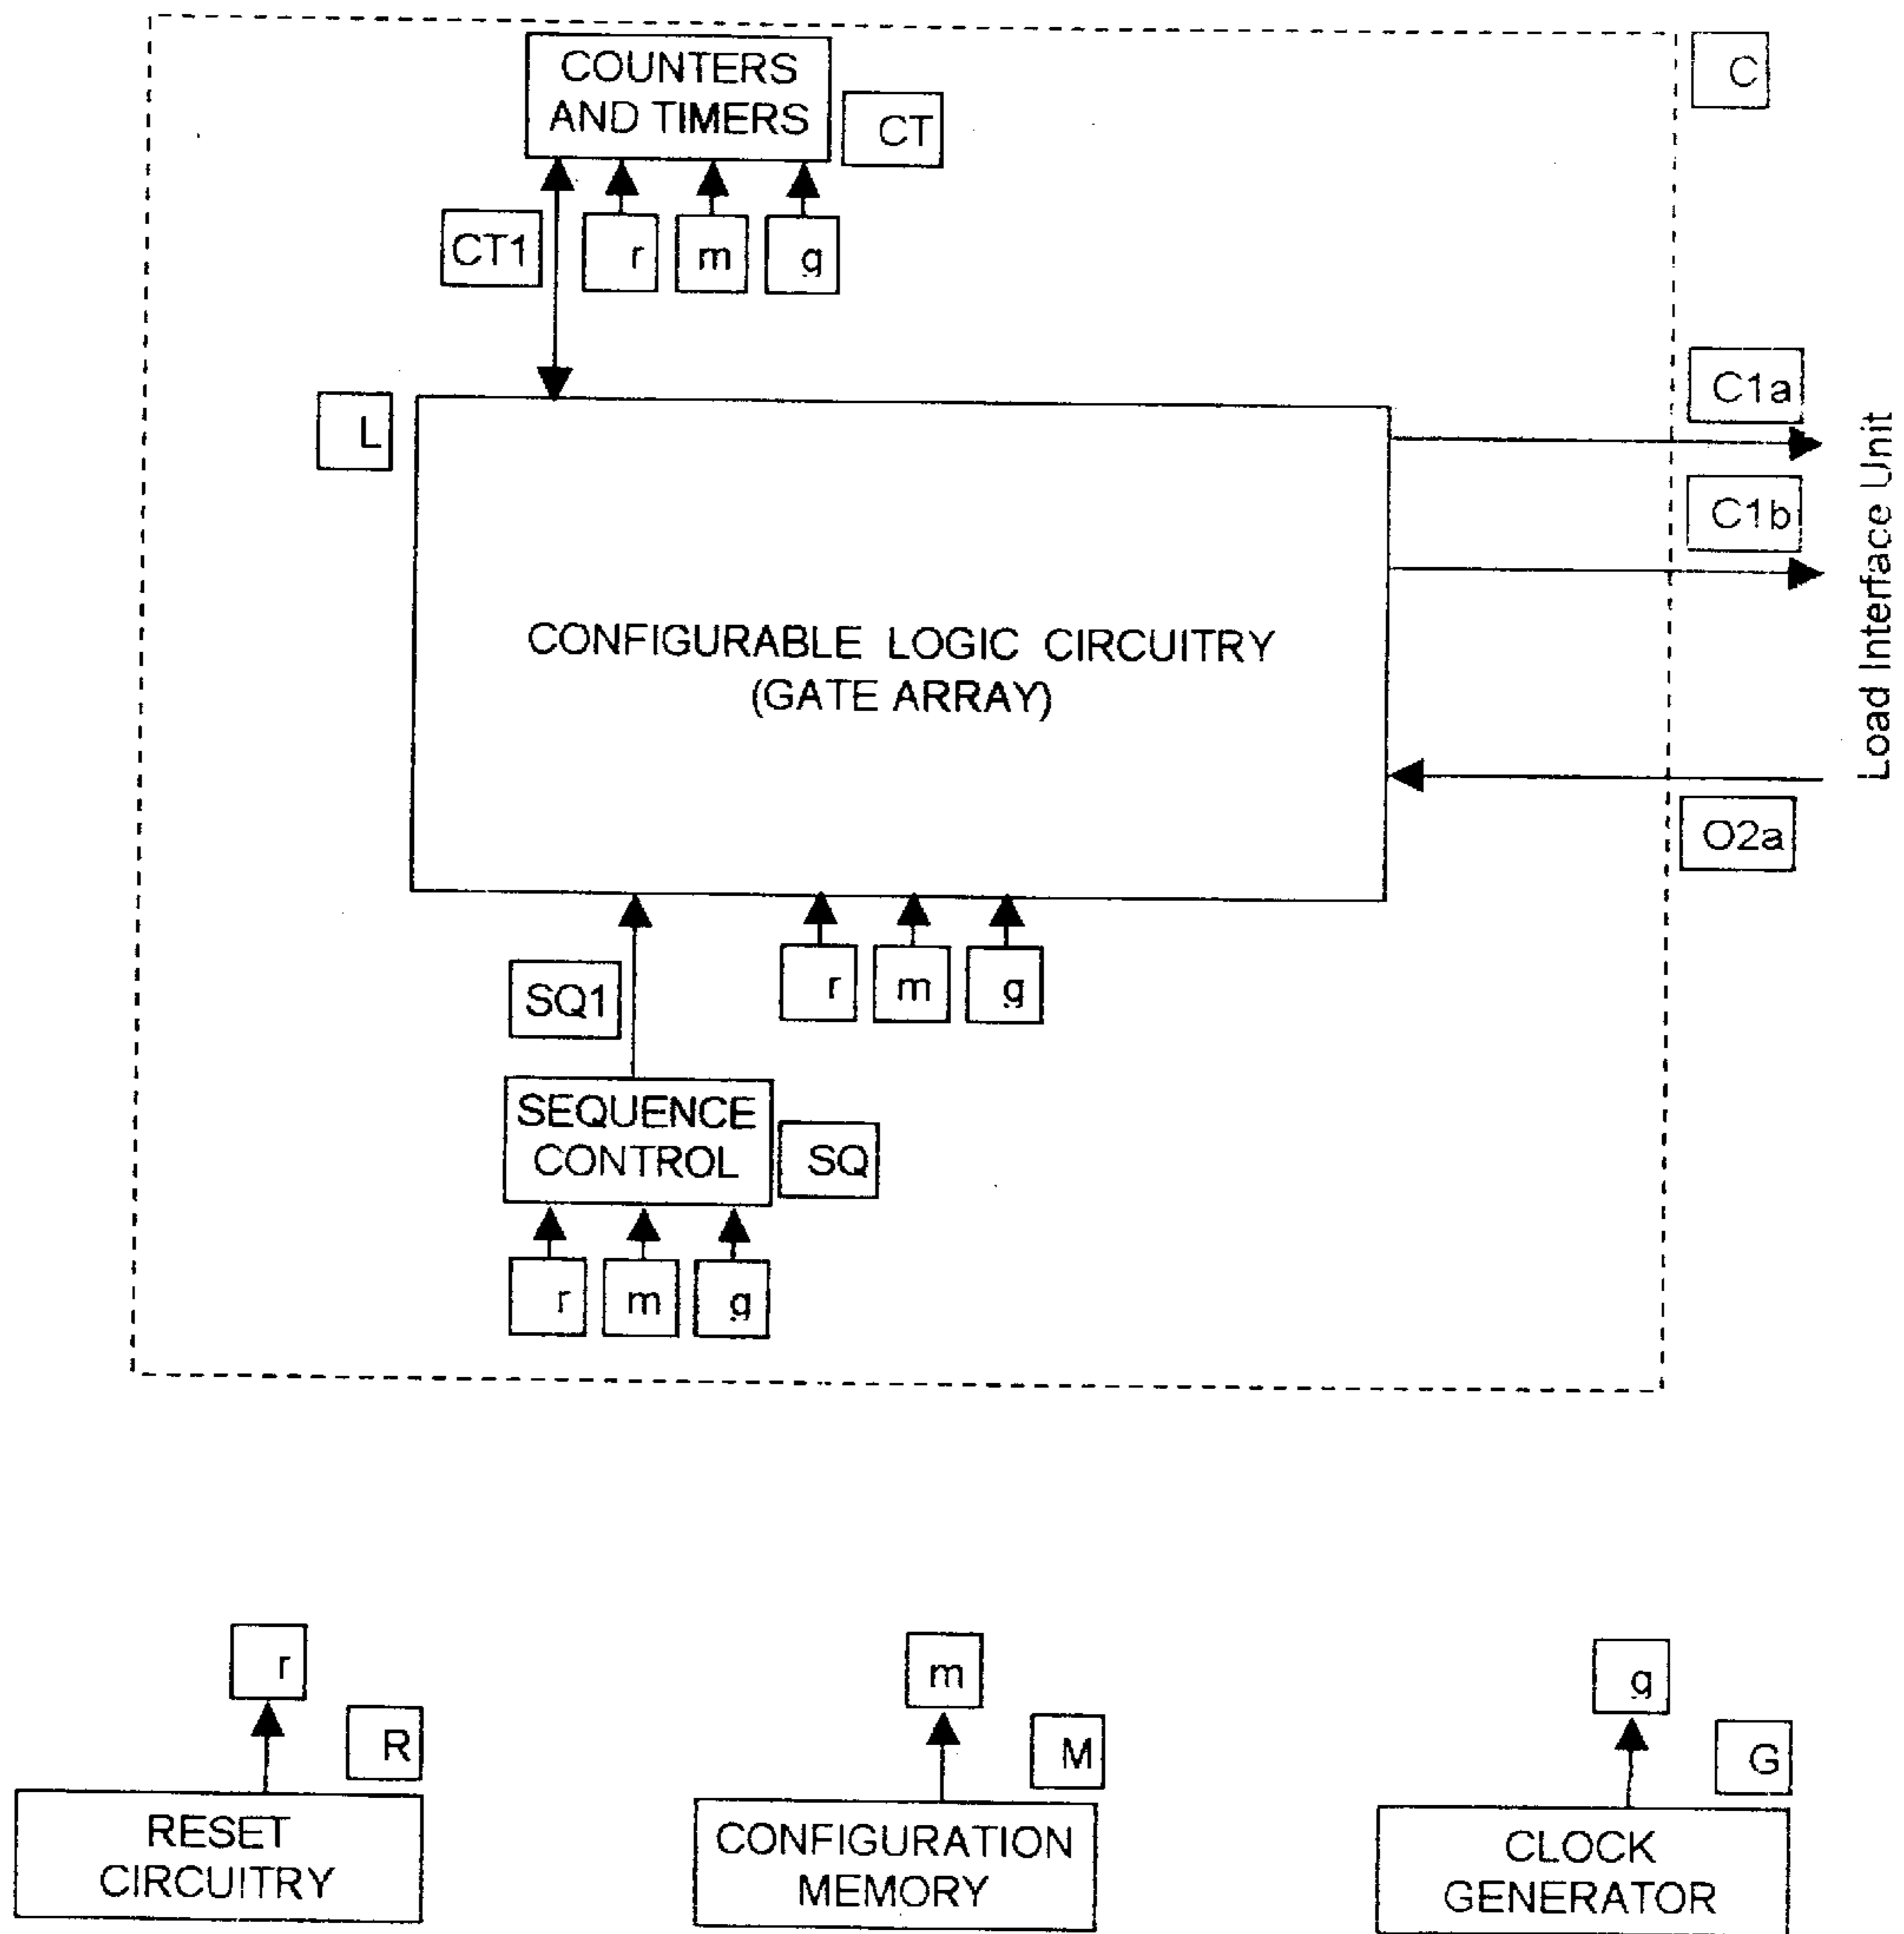 COUNTERS
AND TIMERS
C
CT
CT1
r
m
g
L
C1a
C1b
Load Interface Unit
CONFIGURABLE LOGIC CIRCUITRY
(GATE ARRAY)
O2a
r
m
g
SQ1
SEQUENCE
CONTROL
SQ
r
m
g
r
R
RESET
CIRCUITRY
m
M
CONFIGURATION
MEMORY
g
G
CLOCK
GENERATOR